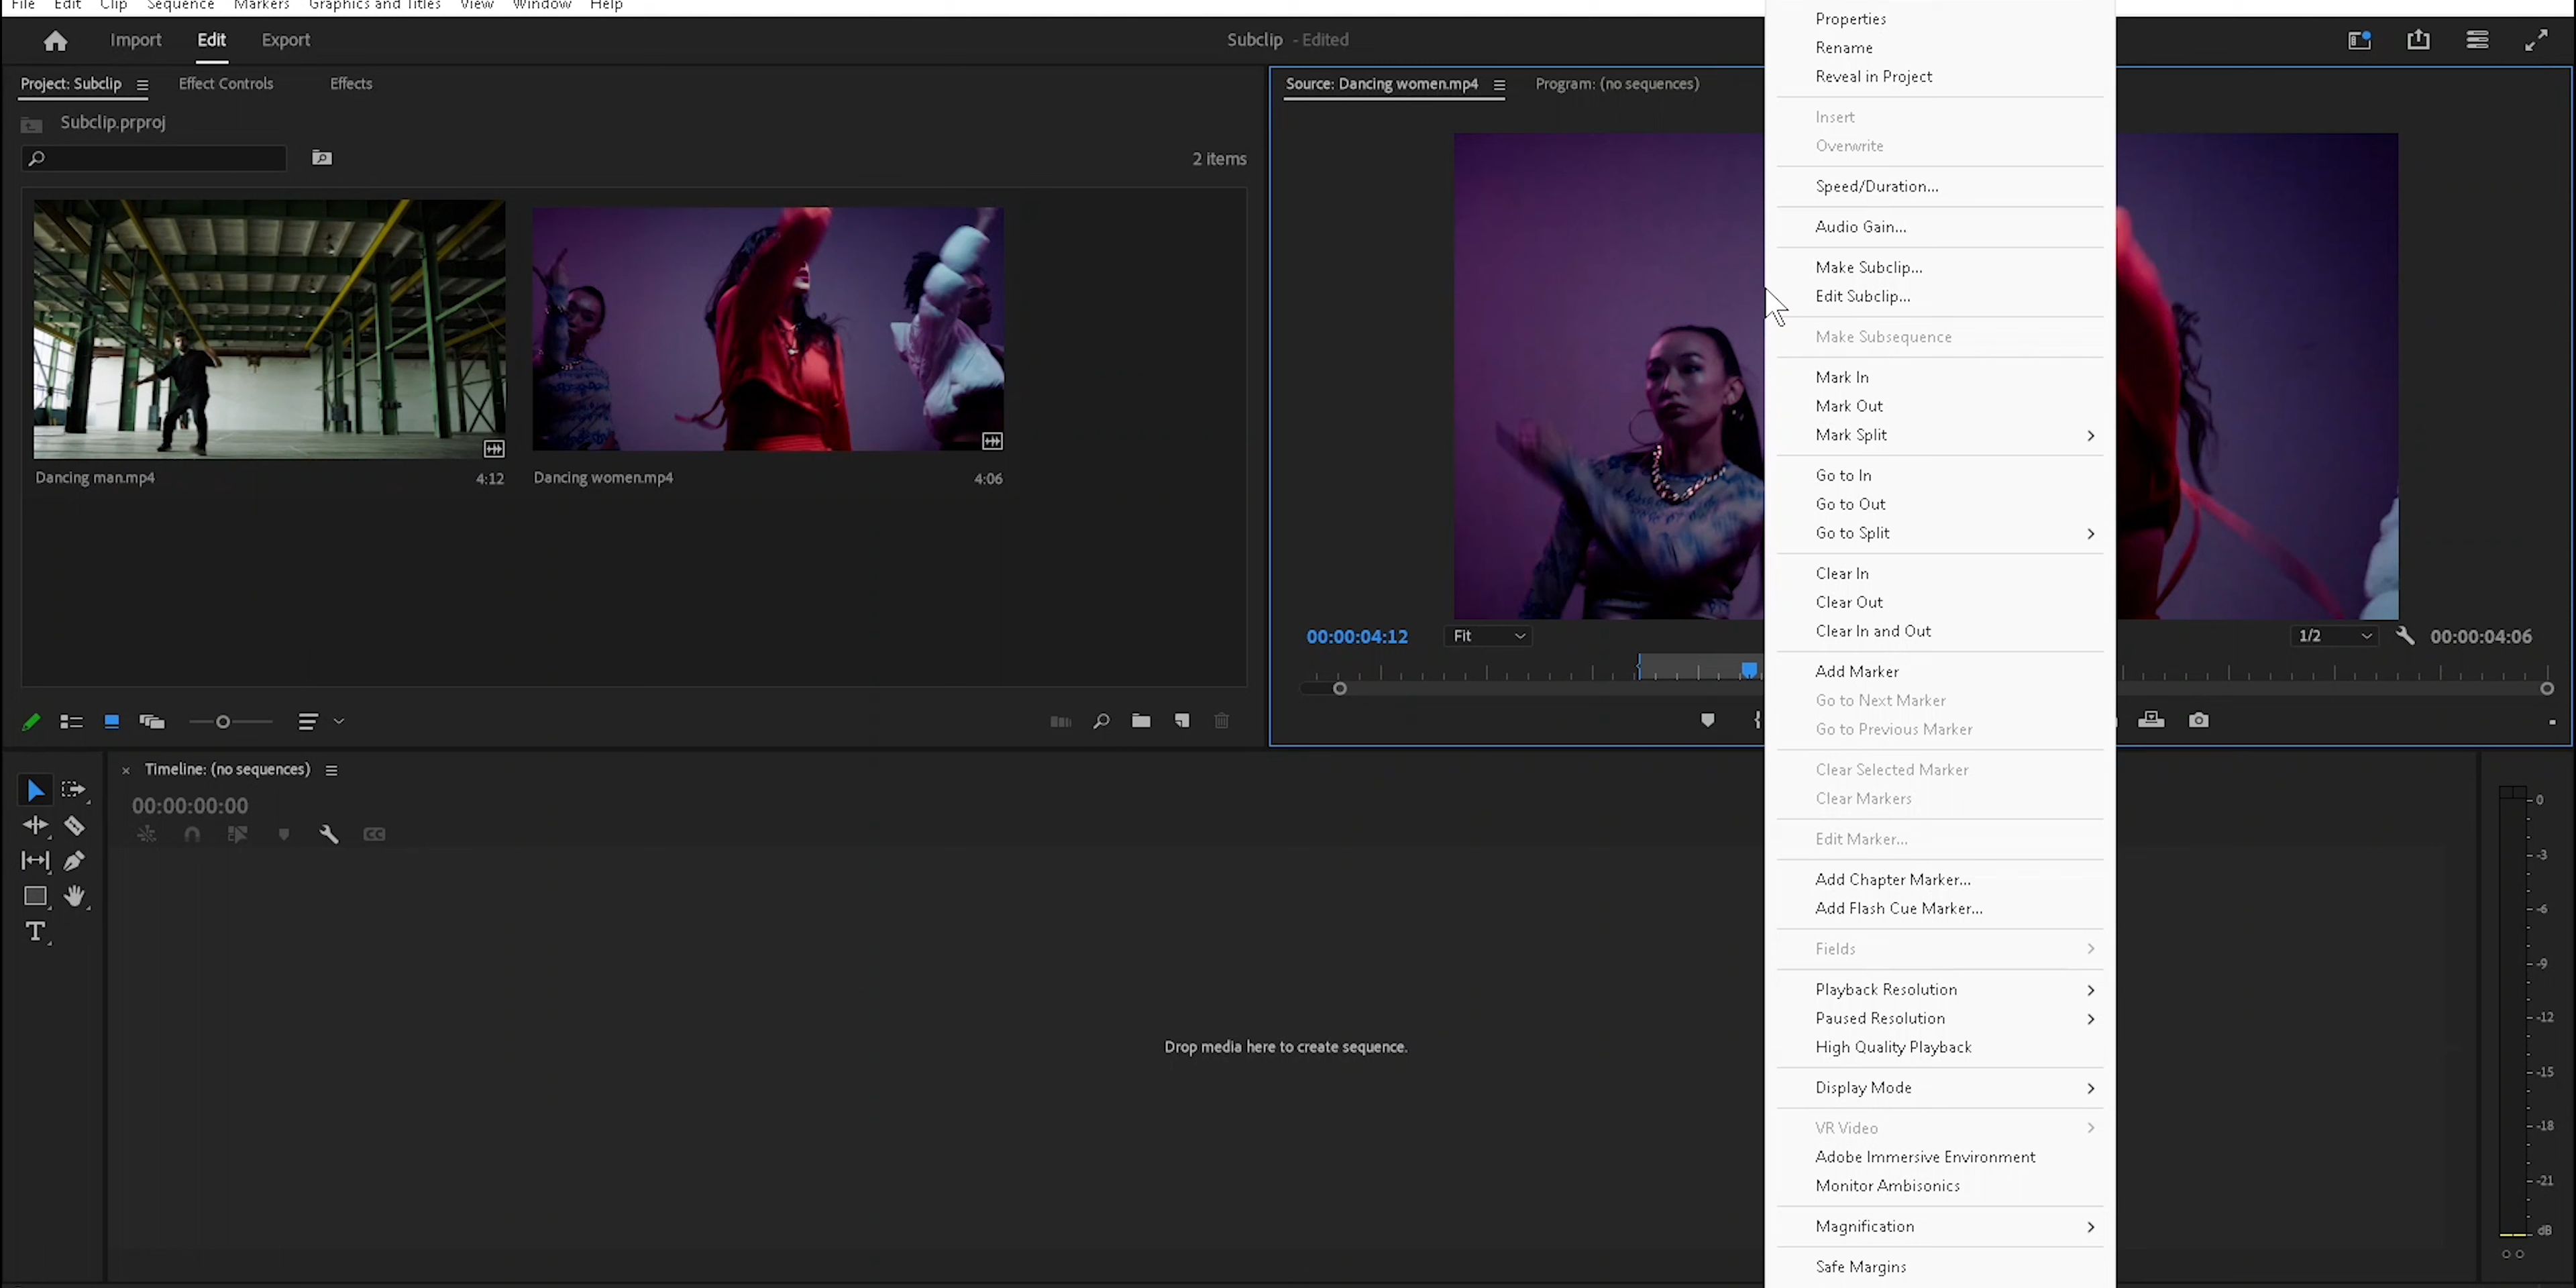 File Edit Clip Sequence Markers Graphics and Titles View Window Help
Import Edit Export
Subclip - Edited
Project: Subclip Effect Controls Effects
Subclip.prproj
2 items
Dancing man.mp4 4:12
Dancing women.mp4 4:06
Source: Dancing women.mp4 Program: (no sequences)
00:00:04:12 Fit 1/2 00:00:04:06
Properties
Rename
Reveal in Project
Insert
Overwrite
Speed/Duration...
Audio Gain...
Make Subclip...
Edit Subclip...
Make Subsequence
Mark In
Mark Out
Mark Split
Go to In
Go to Out
Go to Split
Clear In
Clear Out
Clear In and Out
Add Marker
Go to Next Marker
Go to Previous Marker
Clear Selected Marker
Clear Markers
Edit Marker...
Add Chapter Marker...
Add Flash Cue Marker...
Fields
Playback Resolution
Paused Resolution
High Quality Playback
Display Mode
VR Video
Adobe Immersive Environment
Monitor Ambisonics
Magnification
Safe Margins
Timeline: (no sequences)
00:00:00:00
CC
T
Drop media here to create sequence.
0
-3
-6
-9
-12
-15
-18
-21
dB